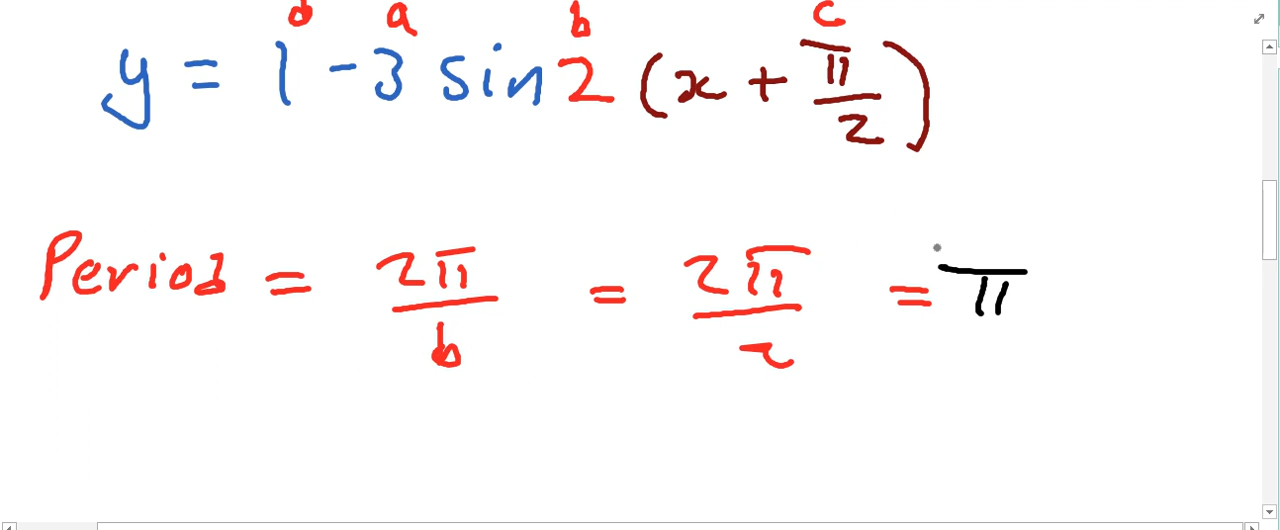 d a b c
y = 1 - 3 sin 2 (x + π/2)
Period = 2π/b = 2π/2 = π